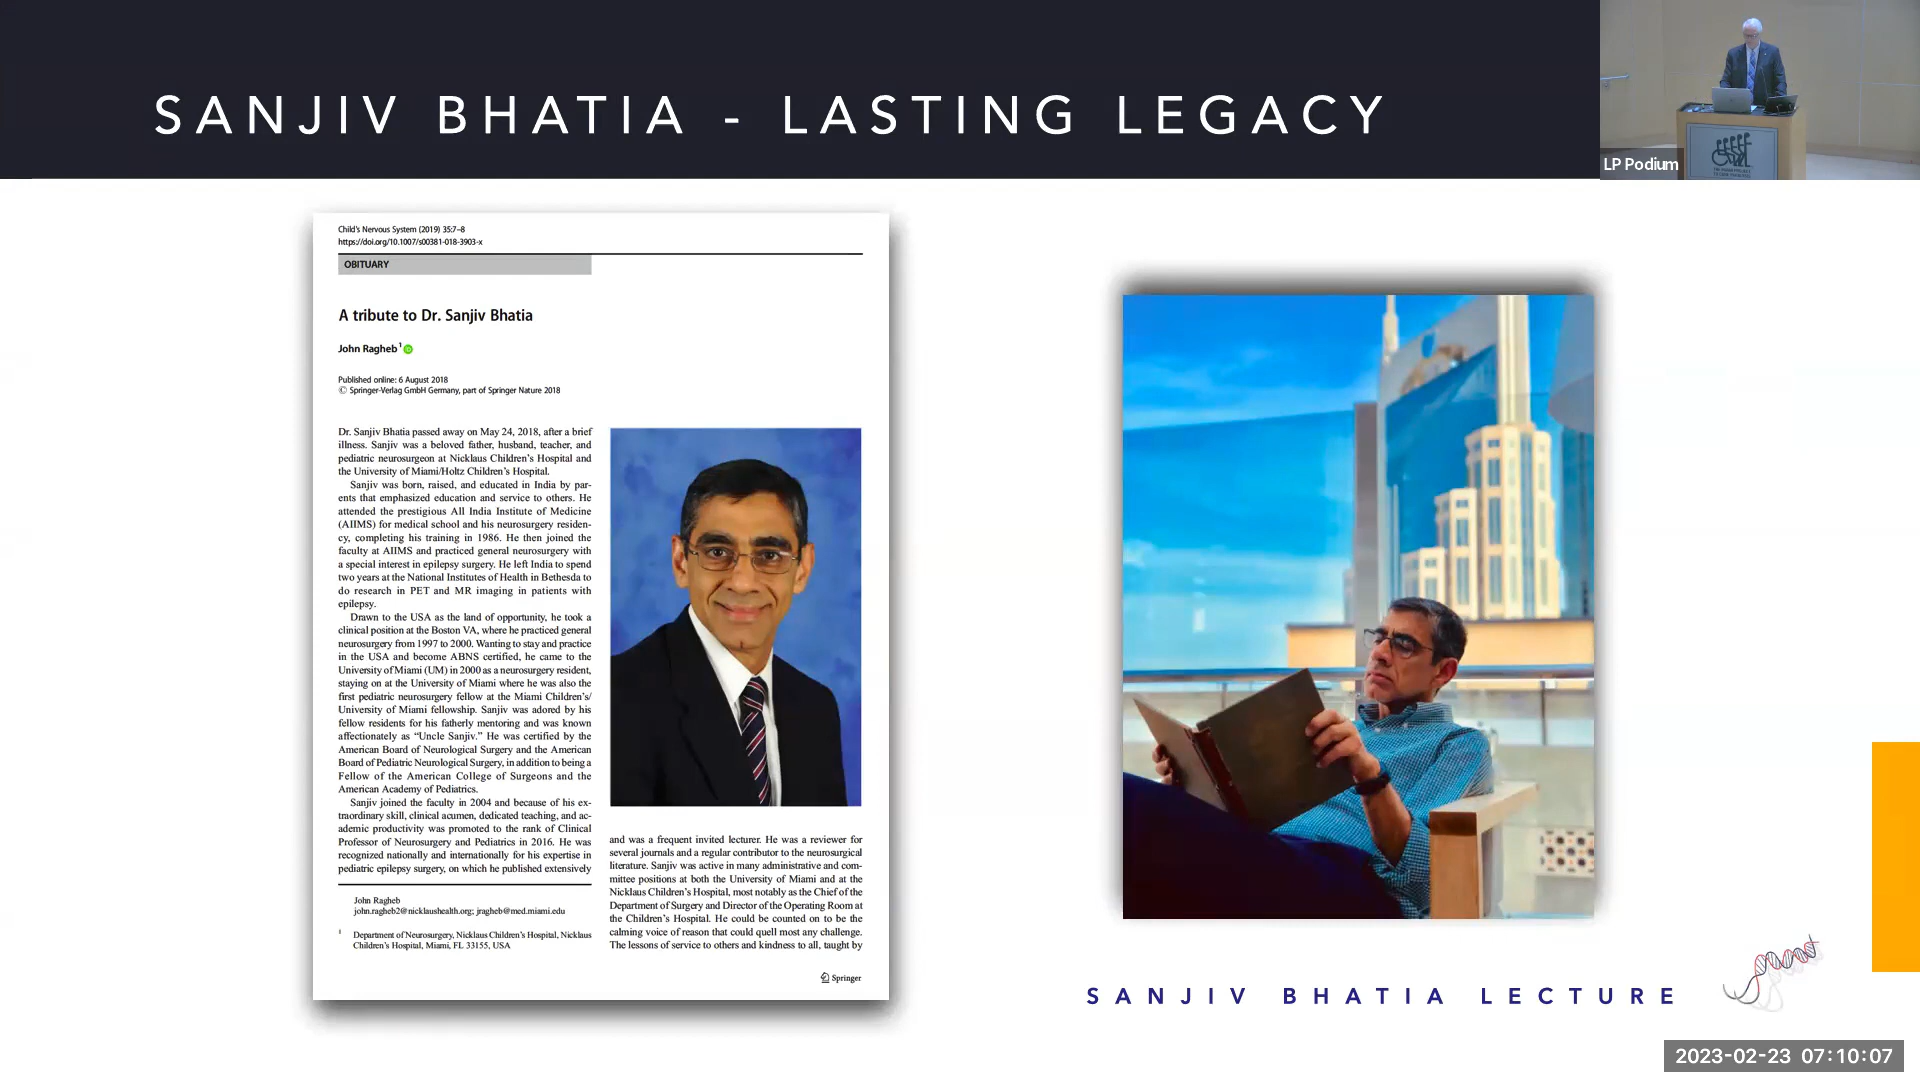 SANJIV BHATIA - LASTING LEGACY
LP Podium
Child's Nervous System (2019) 35:7–8
https://doi.org/10.1007/s00381-018-3903-x
OBITUARY
A tribute to Dr. Sanjiv Bhatia
John Ragheb1
Published online: 6 August 2018
© Springer-Verlag GmbH Germany, part of Springer Nature 2018
Dr. Sanjiv Bhatia passed away on May 24, 2018, after a brief
illness. Sanjiv was a beloved father, husband, teacher, and
pediatric neurosurgeon at Nicklaus Children's Hospital and
the University of Miami/Holtz Children's Hospital.
Sanjiv was born, raised, and educated in India by par-
ents that emphasized education and service to others. He
attended the prestigious All India Institute of Medicine
(AIIMS) for medical school and his neurosurgery residen-
cy, completing his training in 1986. He then joined the
faculty at AIIMS and practiced general neurosurgery with
a special interest in epilepsy surgery. He left India to spend
two years at the National Institutes of Health in Bethesda to
do research in PET and MR imaging in patients with
epilepsy.
Drawn to the USA as the land of opportunity, he took a
clinical position at the Boston VA, where he practiced general
neurosurgery from 1997 to 2000. Wanting to stay and practice
in the USA and become ABNS certified, he came to the
University of Miami (UM) in 2000 as a neurosurgery resident,
staying on at the University of Miami where he was also the
first pediatric neurosurgery fellow at the Miami Children's/
University of Miami fellowship. Sanjiv was adored by his
fellow residents for his fatherly mentoring and was known
affectionately as “Uncle Sanjiv.” He was certified by the
American Board of Neurological Surgery and the American
Board of Pediatric Neurological Surgery, in addition to being a
Fellow of the American College of Surgeons and the
American Academy of Pediatrics.
Sanjiv joined the faculty in 2004 and because of his ex-
traordinary skill, clinical acumen, dedicated teaching, and ac-
ademic productivity was promoted to the rank of Clinical
Professor of Neurosurgery and Pediatrics in 2016. He was
recognized nationally and internationally for his expertise in
pediatric epilepsy surgery, on which he published extensively
John Ragheb
john.ragheb2@nicklaushealth.org; jragheb@med.miami.edu
1 Department of Neurosurgery, Nicklaus Children's Hospital, Nicklaus
Children's Hospital, Miami, FL 33155, USA
and was a frequent invited lecturer. He was a reviewer for
several journals and a regular contributor to the neurosurgical
literature. Sanjiv was active in many administrative and com-
mittee positions at both the University of Miami and at the
Nicklaus Children's Hospital, most notably as the Chief of the
Department of Surgery and Director of the Operating Room at
the Children's Hospital. He could be counted on to be the
calming voice of reason that could quell most any challenge.
The lessons of service to others and kindness to all, taught by
Springer
SANJIV BHATIA LECTURE
2023-02-23 07:10:07